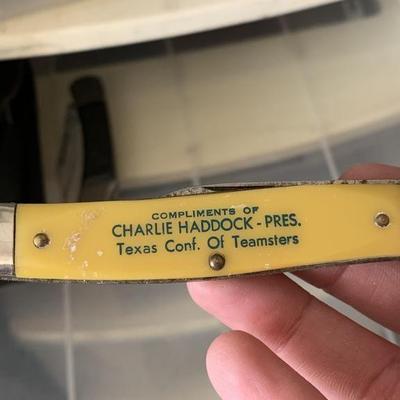 COMPLIMENTS OF
CHARLIE HADDOCK - PRES.
Texas Conf. Of Teamsters